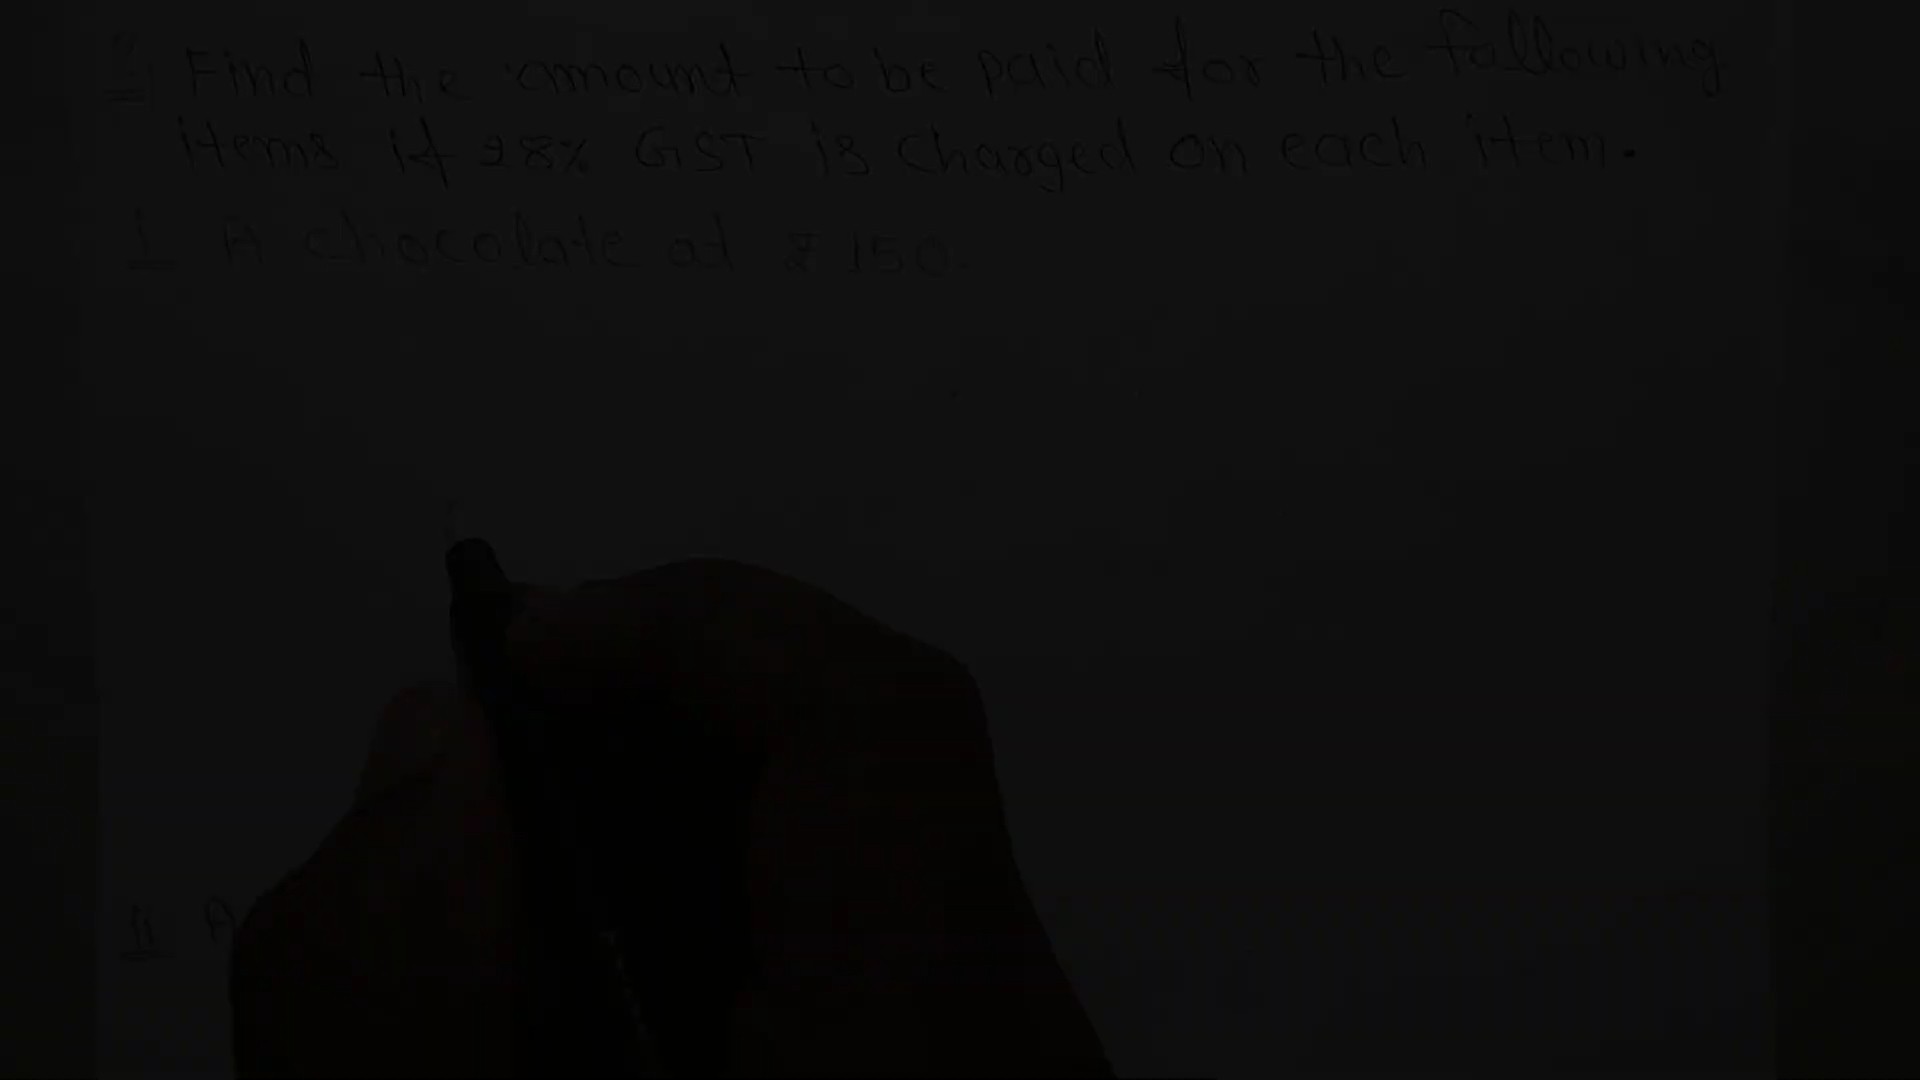 Find the amount to be paid for the following
items if 28% GST is charged on each item.
I A chocolate at ₹ 150.
II A